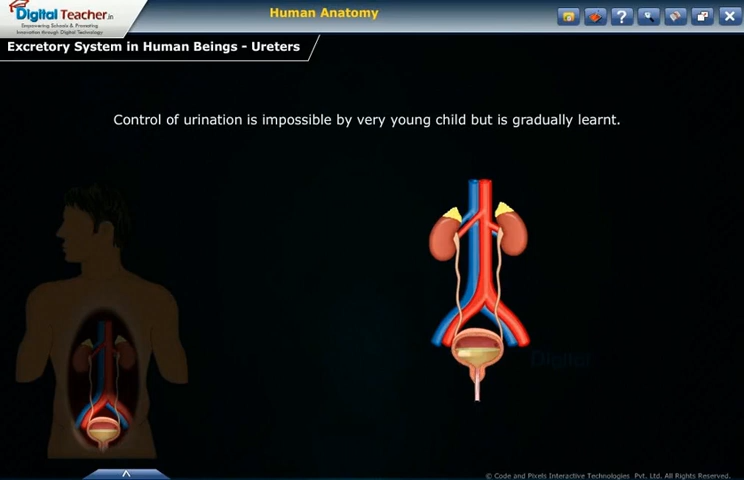 Digital Teacher.in
Empowering Schools & Promoting
Innovation through Digital Technology
Human Anatomy
Excretory System in Human Beings - Ureters
Control of urination is impossible by very young child but is gradually learnt.
Digital
© Code and Pixels Interactive Technologies Pvt. Ltd. All Rights Reserved.